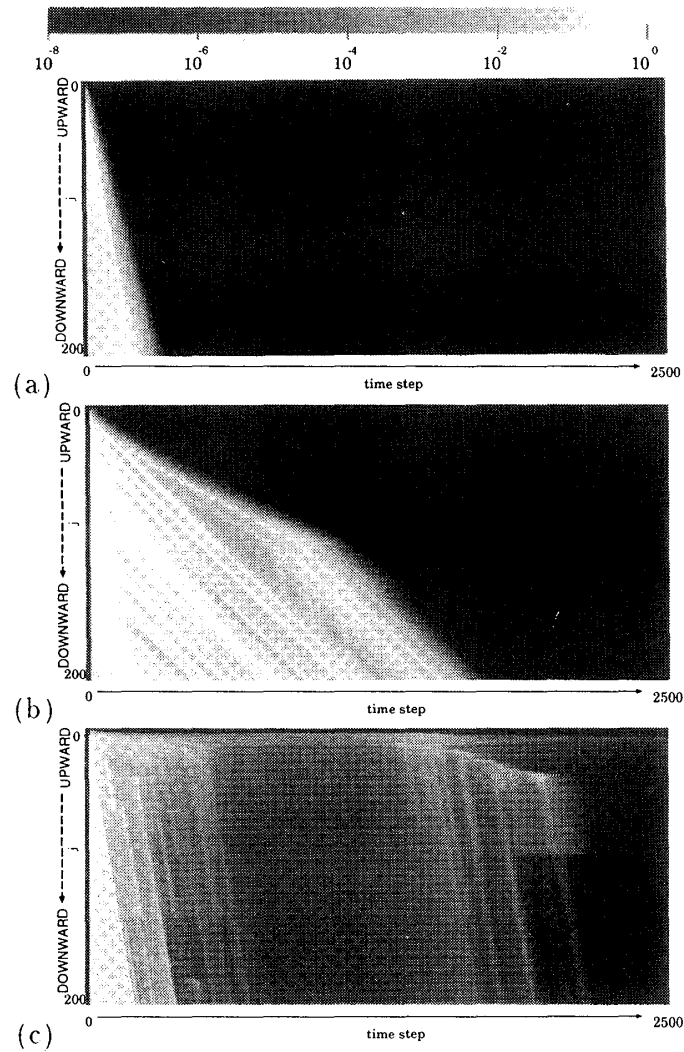 10^-8 10^-6 10^-4 10^-2 10^0
0
UPWARD
j
DOWNWARD
200
(a)
0 2500
time step
0
UPWARD
j
DOWNWARD
200
(b)
0 2500
time step
0
UPWARD
j
DOWNWARD
200
(c)
0 2500
time step